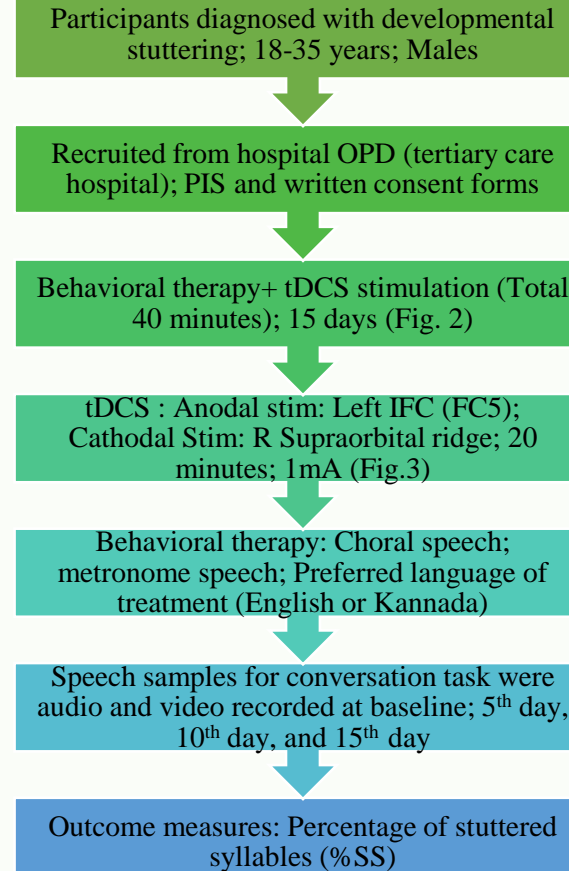 Participants diagnosed with developmental
stuttering; 18-35 years; Males
Recruited from hospital OPD (tertiary care
hospital); PIS and written consent forms
Behavioral therapy+ tDCS stimulation (Total
40 minutes); 15 days (Fig. 2)
tDCS : Anodal stim: Left IFC (FC5);
Cathodal Stim: R Supraorbital ridge; 20
minutes; 1mA (Fig.3)
Behavioral therapy: Choral speech;
metronome speech; Preferred language of
treatment (English or Kannada)
Speech samples for conversation task were
audio and video recorded at baseline; 5th day,
10th day, and 15th day
Outcome measures: Percentage of stuttered
syllables (%SS)